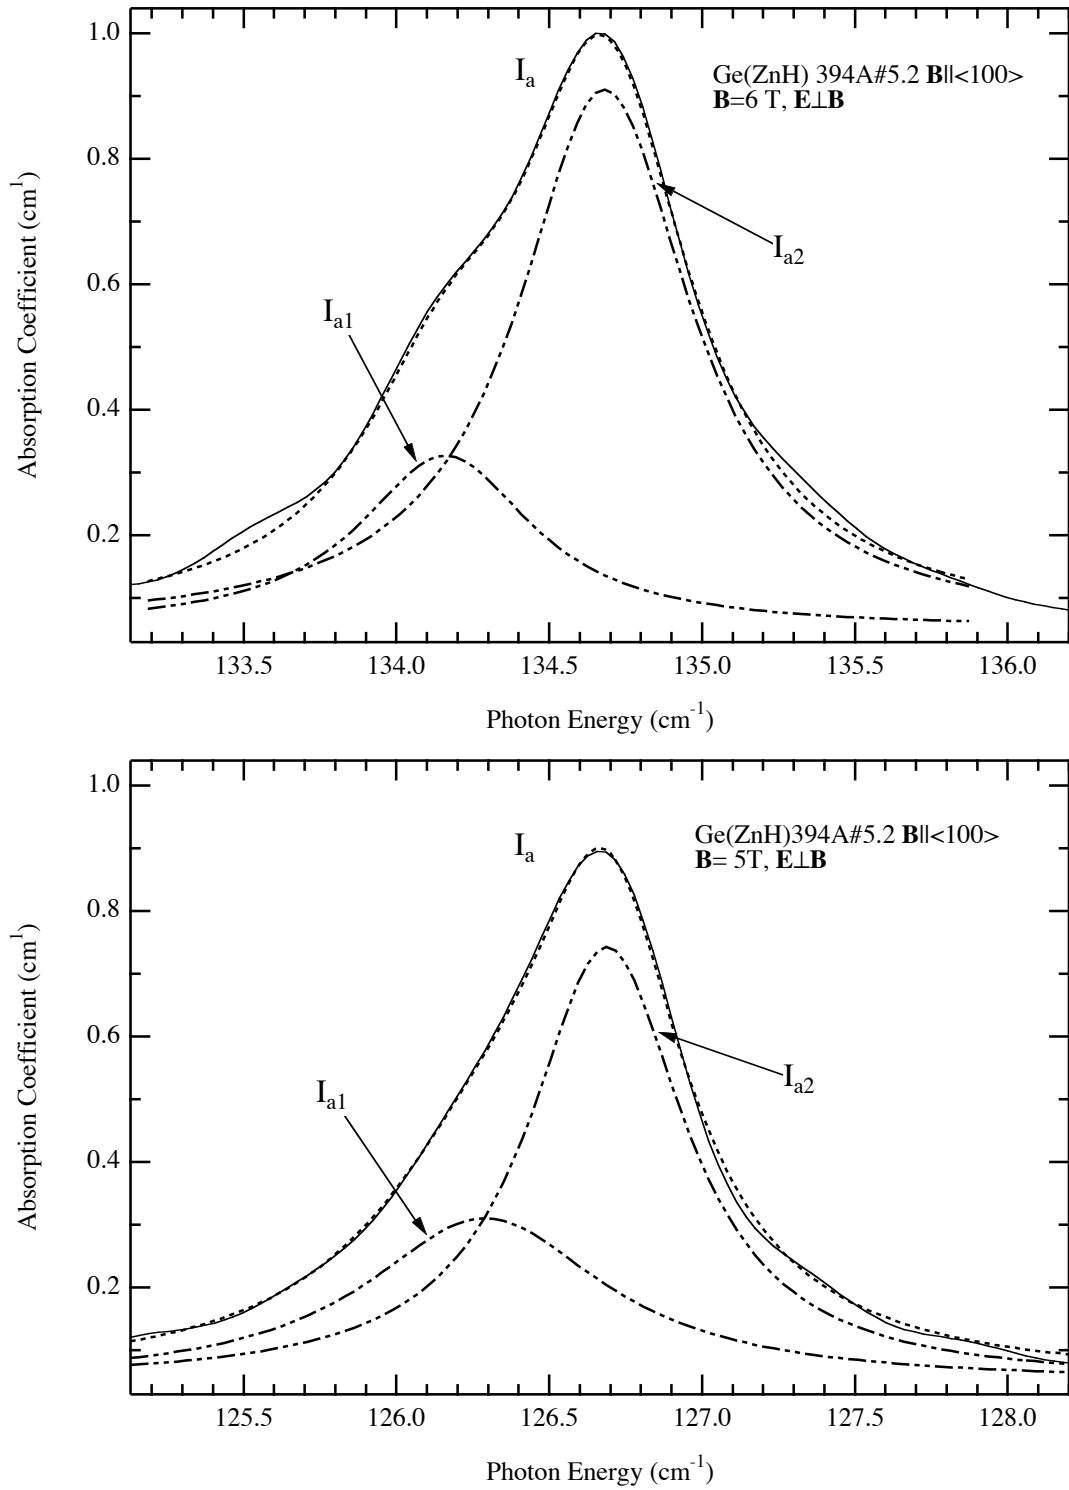 1.0
0.8
0.6
0.4
0.2
Absorption Coefficient (cm⁻¹)
Iₐ
Ge(ZnH) 394A#5.2 B||<100>
B=6 T, E⊥B
Iₐ₂
Iₐ₁
133.5 134.0 134.5 135.0 135.5 136.0
Photon Energy (cm⁻¹)
1.0
0.8
0.6
0.4
0.2
Absorption Coefficient (cm⁻¹)
Iₐ
Ge(ZnH)394A#5.2 B||<100>
B= 5T, E⊥B
Iₐ₁
Iₐ₂
125.5 126.0 126.5 127.0 127.5 128.0
Photon Energy (cm⁻¹)